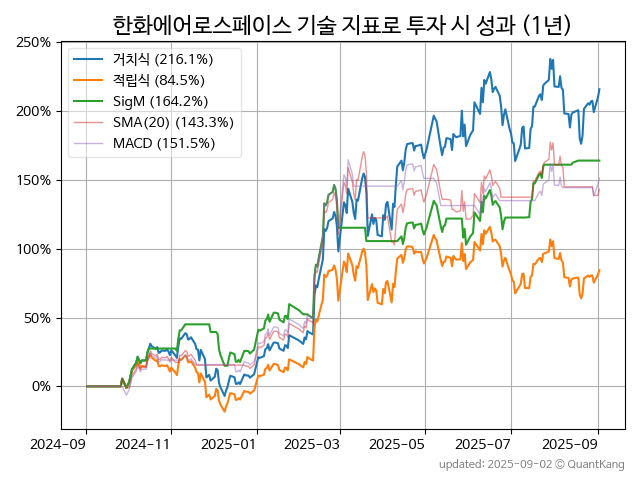 한화에어로스페이스 기술 지표로 투자 시 성과 (1년)
250%
200%
150%
100%
50%
0%
거치식 (216.1%)
적립식 (84.5%)
SigM (164.2%)
SMA(20) (143.3%)
MACD (151.5%)
2024-09 2024-11 2025-01 2025-03 2025-05 2025-07 2025-09
updated: 2025-09-02 © QuantKang